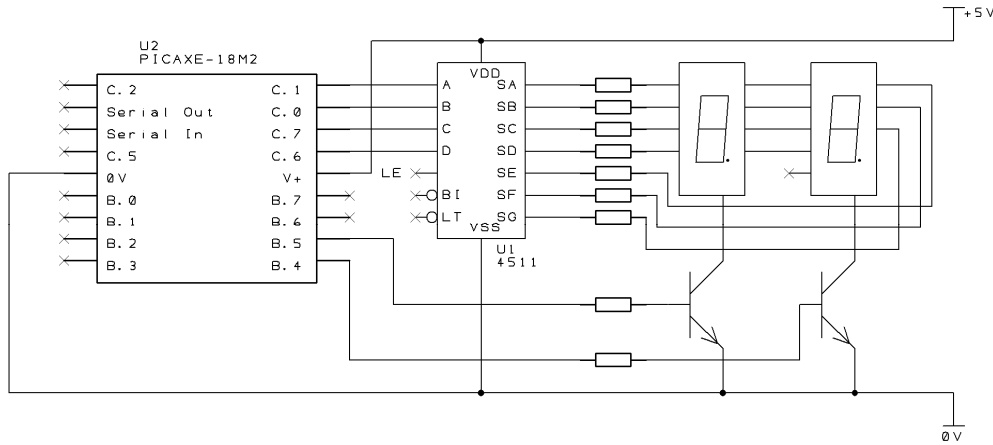 +5V
U2
PICAXE-18M2
C.2
Serial Out
Serial In
C.5
0V
B.0
B.1
B.2
B.3
C.1
C.0
C.7
C.6
V+
B.7
B.6
B.5
B.4
VDD
A
B
C
D
LE
BI
LT
SA
SB
SC
SD
SE
SF
SG
VSS
U1
4511
0V